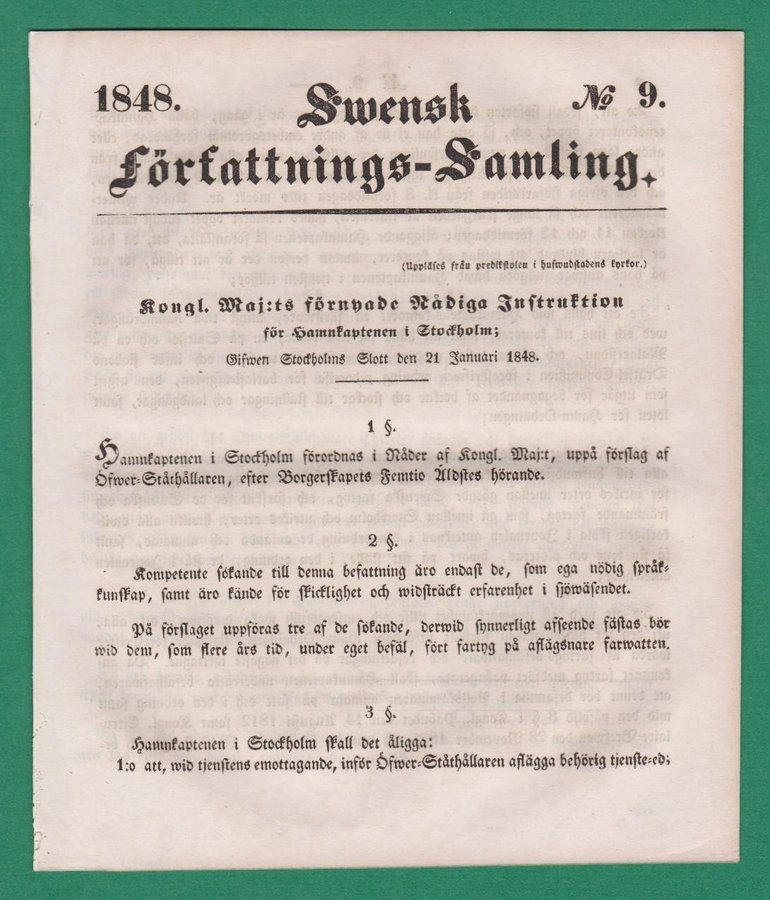 1848. Swensk № 9.
Författnings-Samling.
(Uppläses från predikstolen i hufwudstadens kyrkor.)
Kongl. Maj:ts förnyade Nådiga Instruktion
för Hamnkaptenen i Stockholm;
Gifwen Stockholms Slott den 21 Januari 1848.
1 §.
Hamnkaptenen i Stockholm förordnas i Nåder af Kongl. Maj:t, uppå förslag af
Öfwer-Ståthållaren, efter Borgerskapets Femtio Äldstes hörande.
2 §.
Kompetente sökande till denna befattning äro endast de, som ega nödig språk-
kunskap, samt äro kände för skicklighet och widsträckt erfarenhet i sjöwäsendet.
På förslaget uppföras tre af de sökande, derwid synnerligt afseende fästas bör
wid dem, som flere års tid, under eget befäl, fört fartyg på aflägsnare farwatten.
3 §.
Hamnkaptenen i Stockholm skall det åligga:
1:o att, wid tjenstens emottagande, inför Öfwer-Ståthållaren aflägga behörig tjenste-ed;